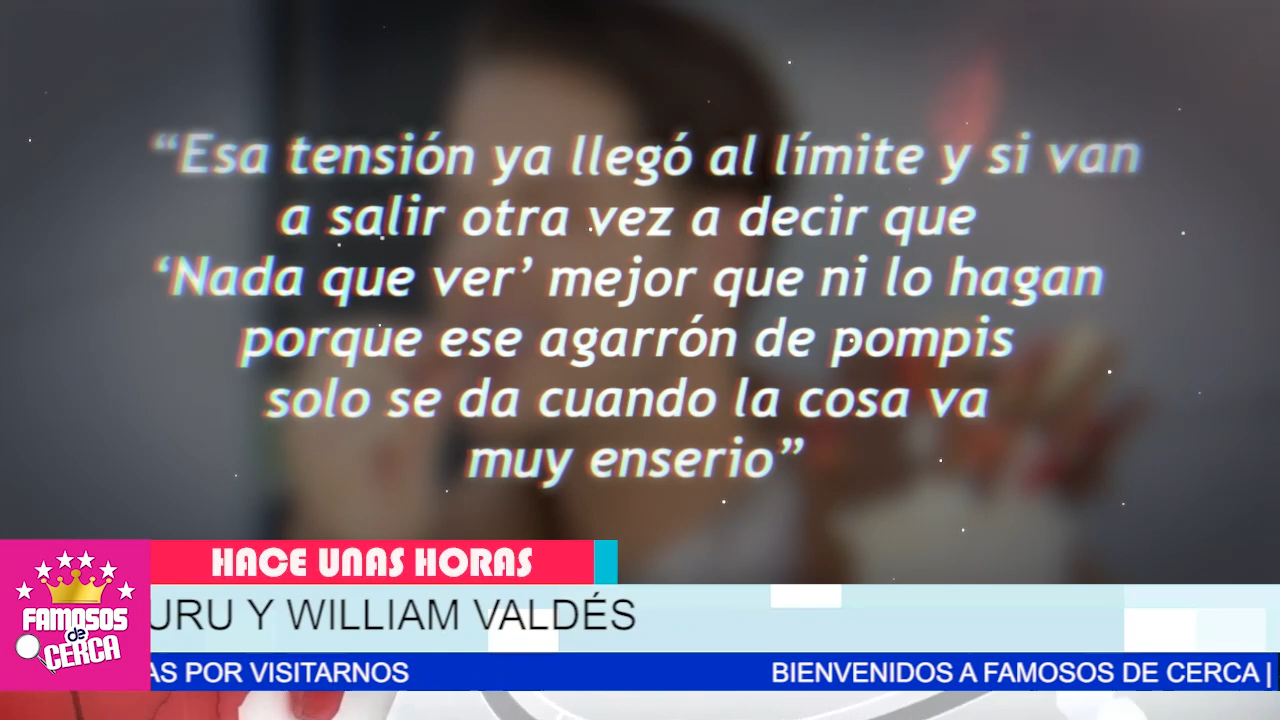 “Esa tensión ya llegó al límite y si van
a salir otra vez a decir que
‘Nada que ver’ mejor que ni lo hagan
porque ese agarrón de pompis
solo se da cuando la cosa va
muy enserio”
HACE UNAS HORAS
URU Y WILLIAM VALDÉS
FAMOSOS
de
CERCA
AS POR VISITARNOS BIENVENIDOS A FAMOSOS DE CERCA |